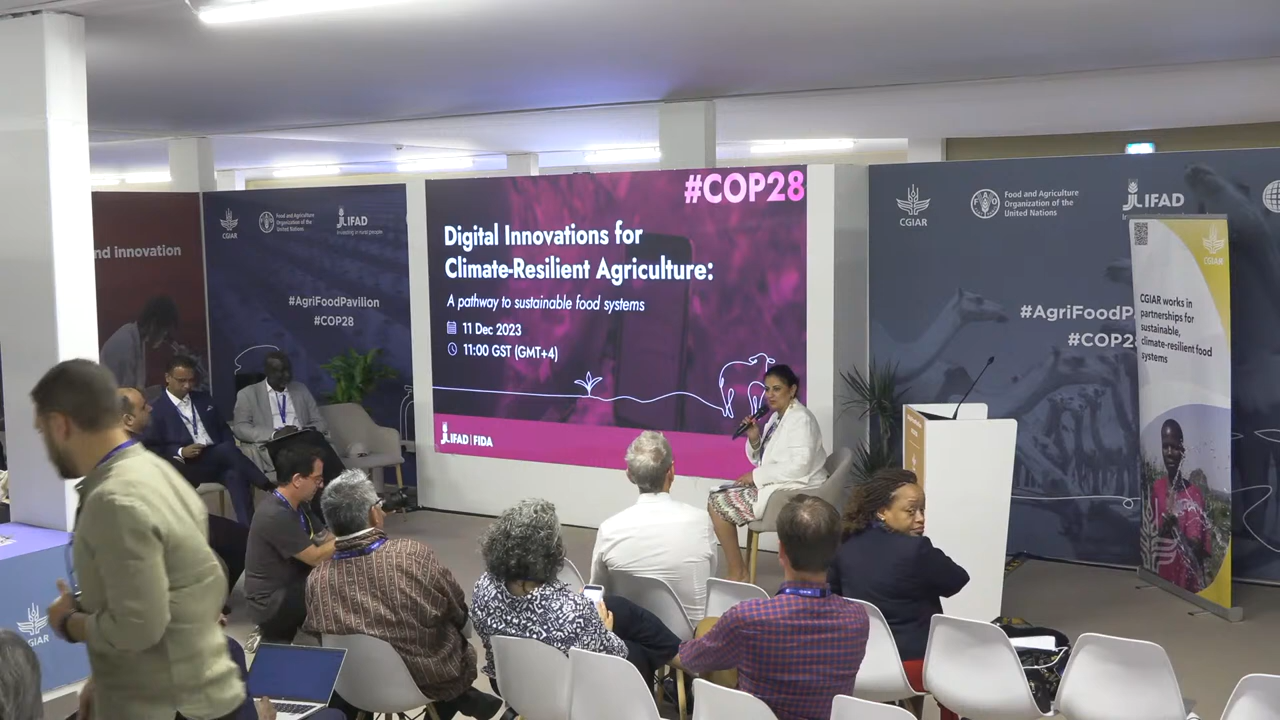 nd innovation
CGIAR
Food and Agriculture
Organization of the
United Nations
IFAD
Investing in rural people
#AgriFoodPavilion
#COP28
#COP28
Digital Innovations for
Climate-Resilient Agriculture:
A pathway to sustainable food systems
11 Dec 2023
11:00 GST (GMT+4)
IFAD | FIDA
CGIAR
FAO
Food and Agriculture
Organization of the
United Nations
IFAD
#AgriFoodP
#COP2
CGIAR
CGIAR works in
partnerships for
sustainable,
climate-resilient food
systems
CGIAR